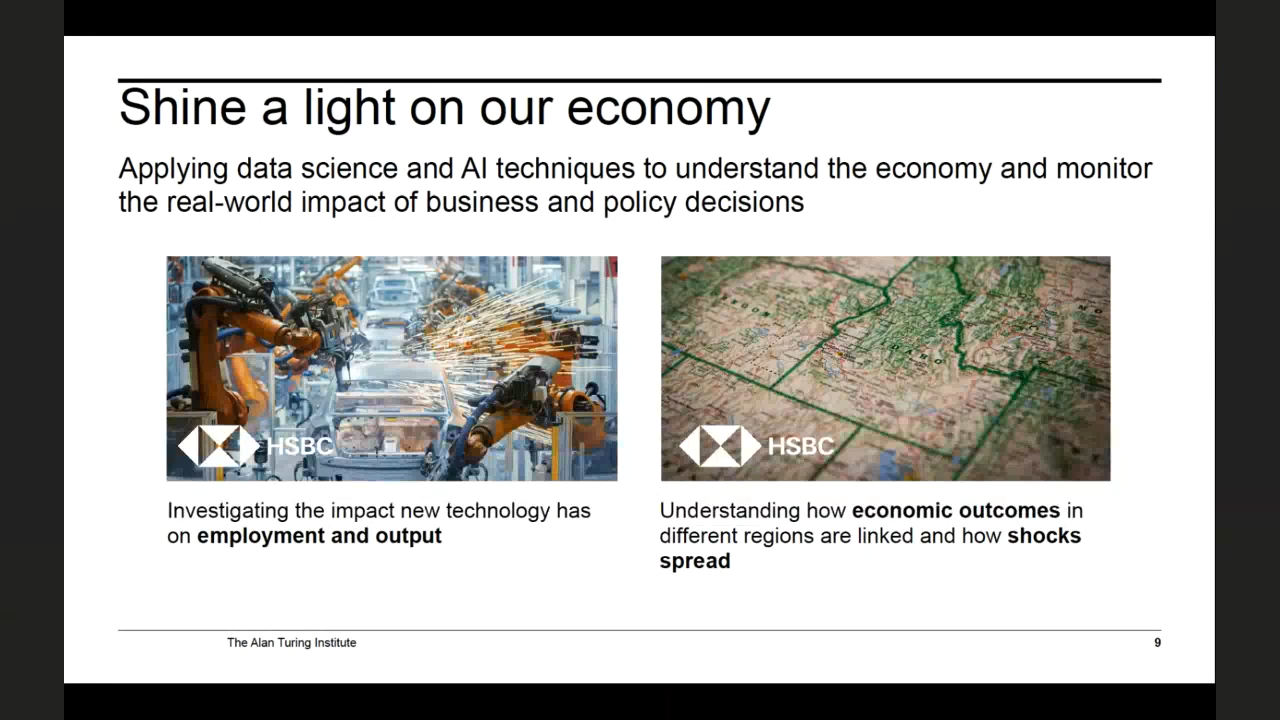 Shine a light on our economy
Applying data science and AI techniques to understand the economy and monitor
the real-world impact of business and policy decisions
HSBC
HSBC
Investigating the impact new technology has
on employment and output
Understanding how economic outcomes in
different regions are linked and how shocks
spread
The Alan Turing Institute
9